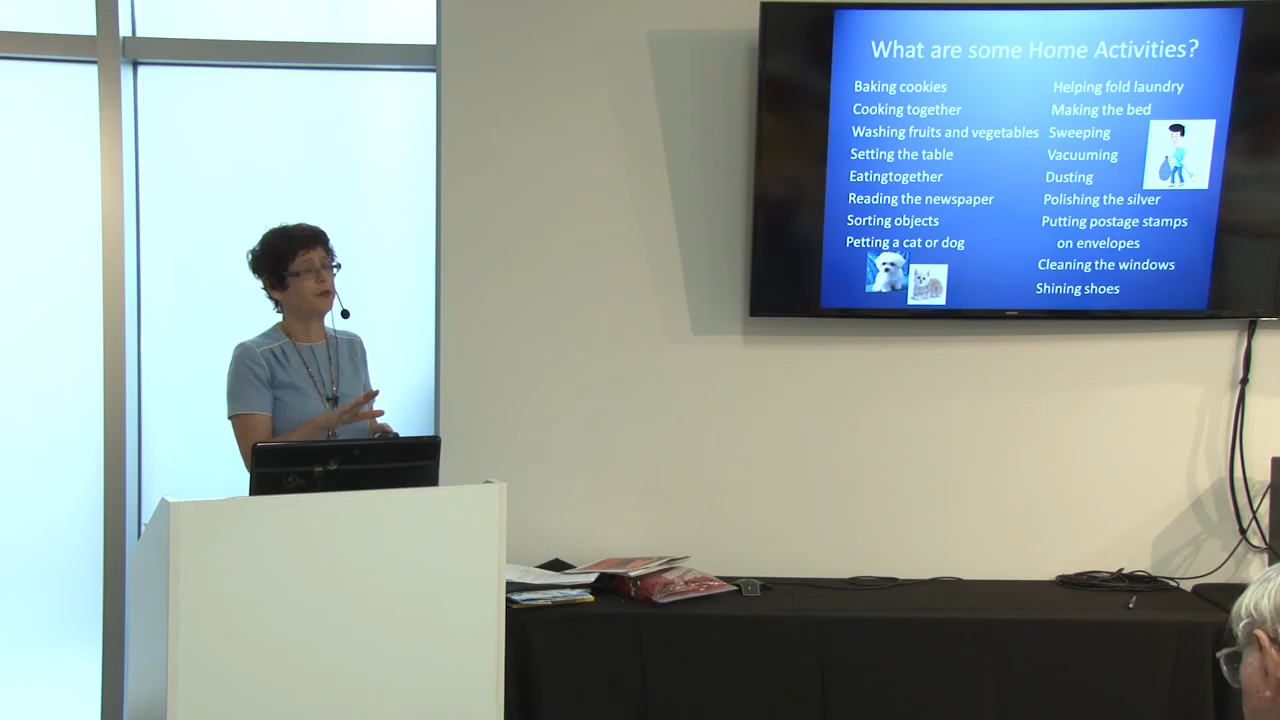 What are some Home Activities?
Baking cookies
Cooking together
Washing fruits and vegetables
Setting the table
Eatingtogether
Reading the newspaper
Sorting objects
Petting a cat or dog
Helping fold laundry
Making the bed
Sweeping
Vacuuming
Dusting
Polishing the silver
Putting postage stamps
on envelopes
Cleaning the windows
Shining shoes